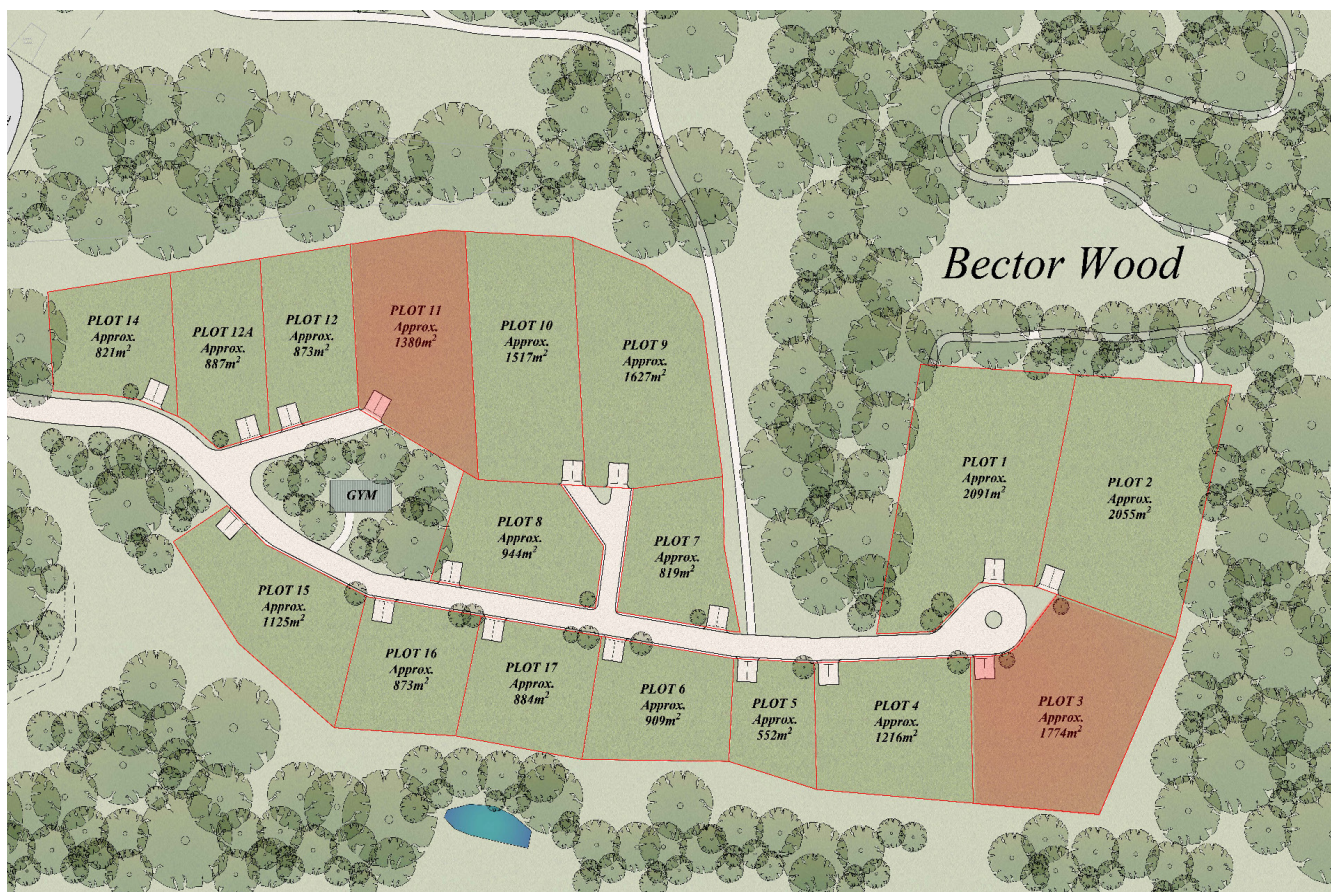 Bector Wood
PLOT 14
Approx.
821m²
PLOT 12A
Approx.
887m²
PLOT 12
Approx.
873m²
PLOT 11
Approx.
1380m²
PLOT 10
Approx.
1517m²
PLOT 9
Approx.
1627m²
PLOT 1
Approx.
2091m²
PLOT 2
Approx.
2055m²
GYM
PLOT 8
Approx.
944m²
PLOT 7
Approx.
819m²
PLOT 15
Approx.
1125m²
PLOT 16
Approx.
873m²
PLOT 17
Approx.
884m²
PLOT 6
Approx.
909m²
PLOT 5
Approx.
552m²
PLOT 4
Approx.
1216m²
PLOT 3
Approx.
1774m²